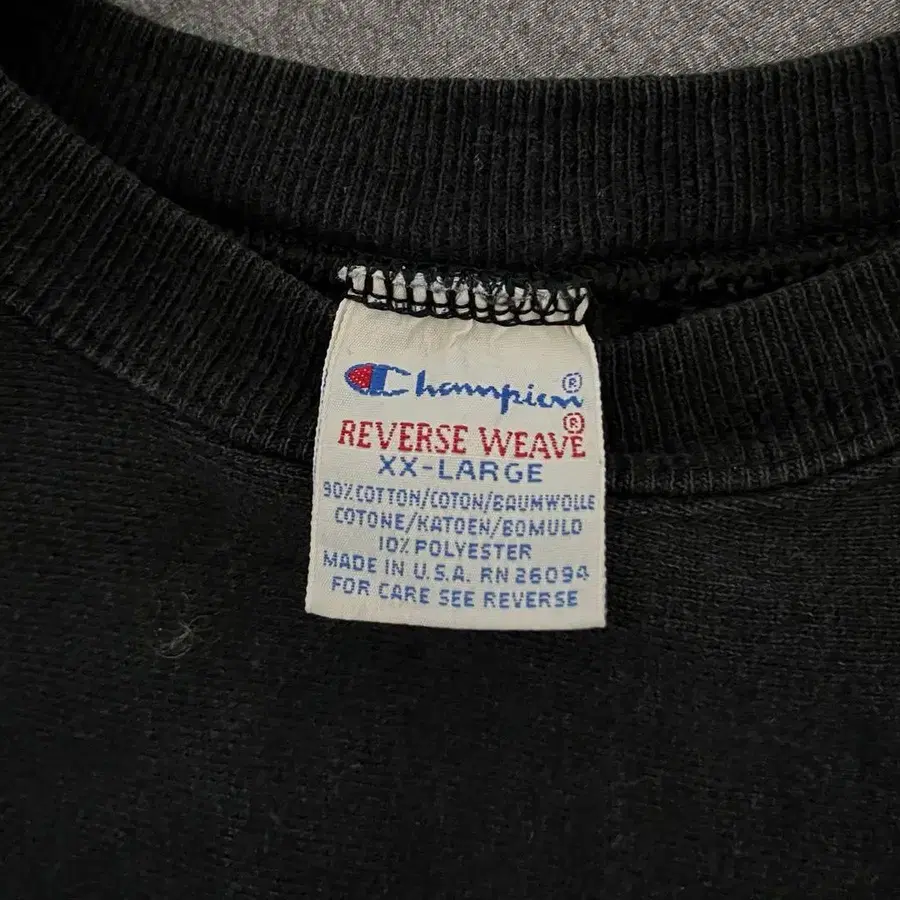 Champion®
REVERSE WEAVE®
XX-LARGE
90% COTTON/COTON/BAUMWOLLE
COTONE/KATOEN/BOMULD
10% POLYESTER
MADE IN U.S.A. RN 26094
FOR CARE SEE REVERSE